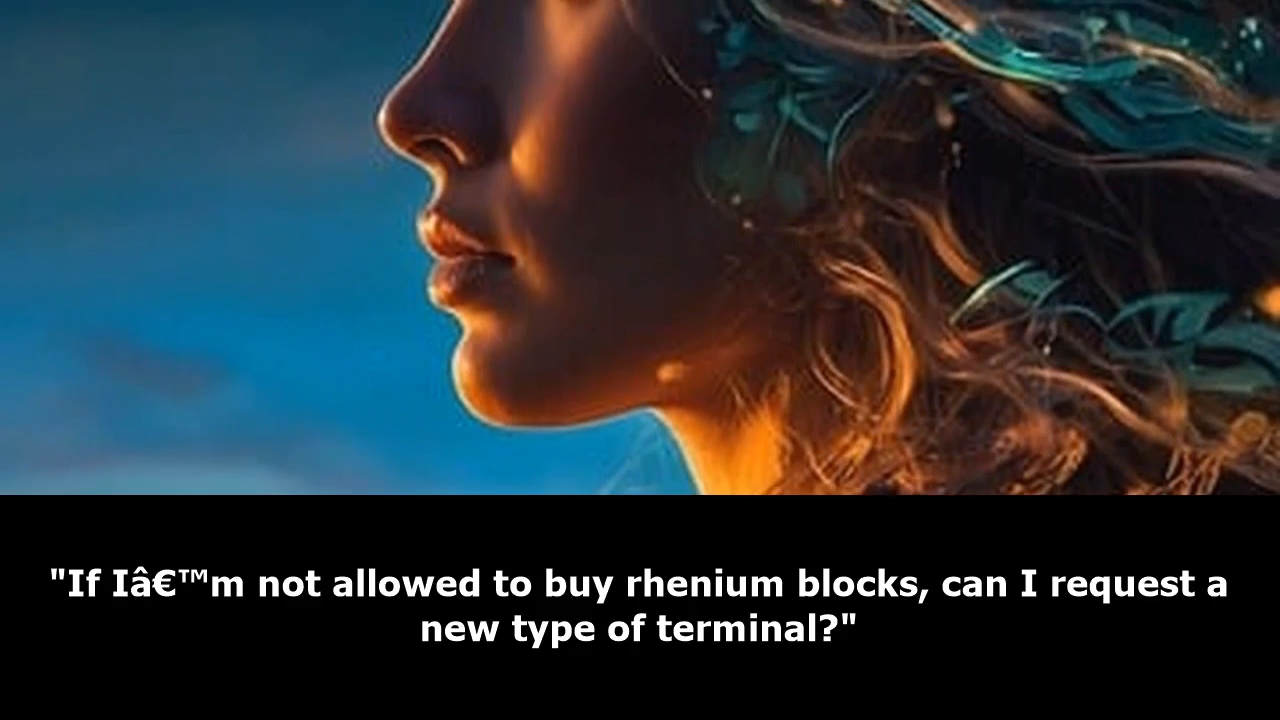 "If Iâ€™m not allowed to buy rhenium blocks, can I request a
new type of terminal?"